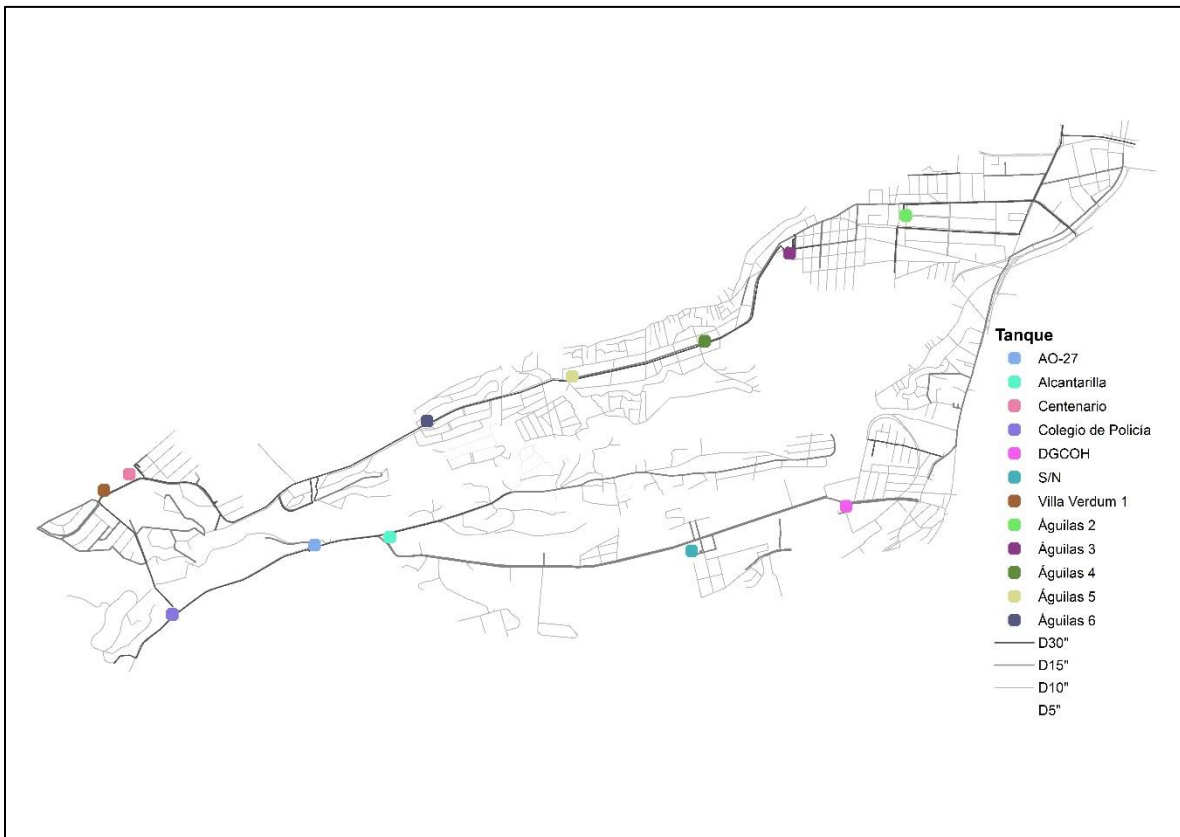 Tanque
AO-27
Alcantarilla
Centenario
Colegio de Policía
DGCOH
S/N
Villa Verdum 1
Águilas 2
Águilas 3
Águilas 4
Águilas 5
Águilas 6
D30"
D15"
D10"
D5"